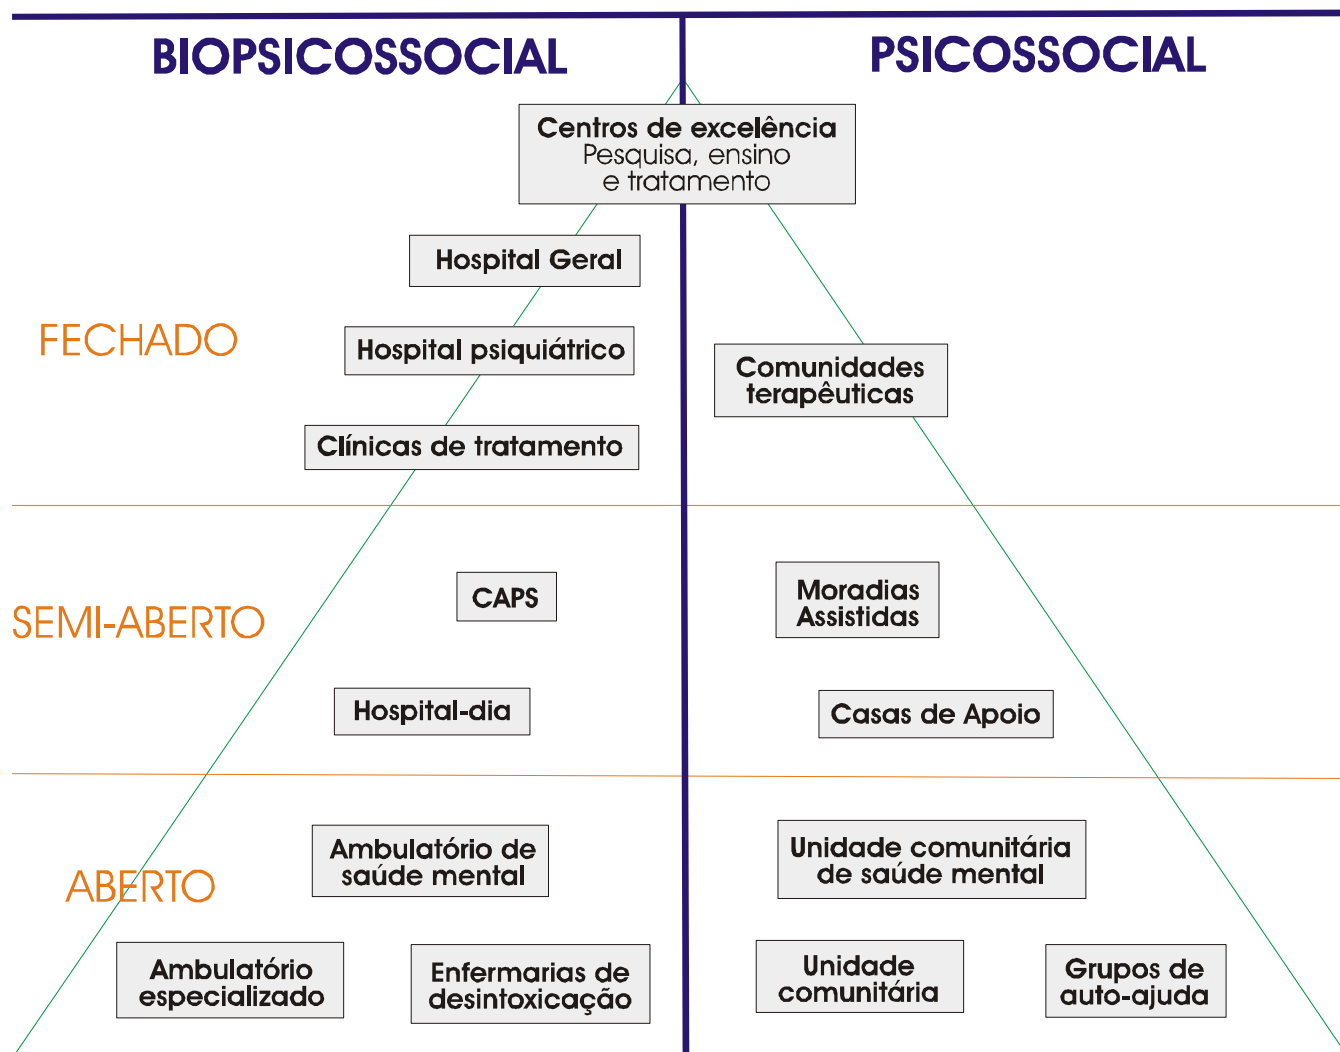 BIOPSICOSSOCIAL
PSICOSSOCIAL
Centros de excelência
Pesquisa, ensino
e tratamento
Hospital Geral
FECHADO
Hospital psiquiátrico
Comunidades
terapêuticas
Clínicas de tratamento
SEMI-ABERTO
CAPS
Moradias
Assistidas
Hospital-dia
Casas de Apoio
ABERTO
Ambulatório de
saúde mental
Unidade comunitária
de saúde mental
Ambulatório
especializado
Enfermarias de
desintoxicação
Unidade
comunitária
Grupos de
auto-ajuda